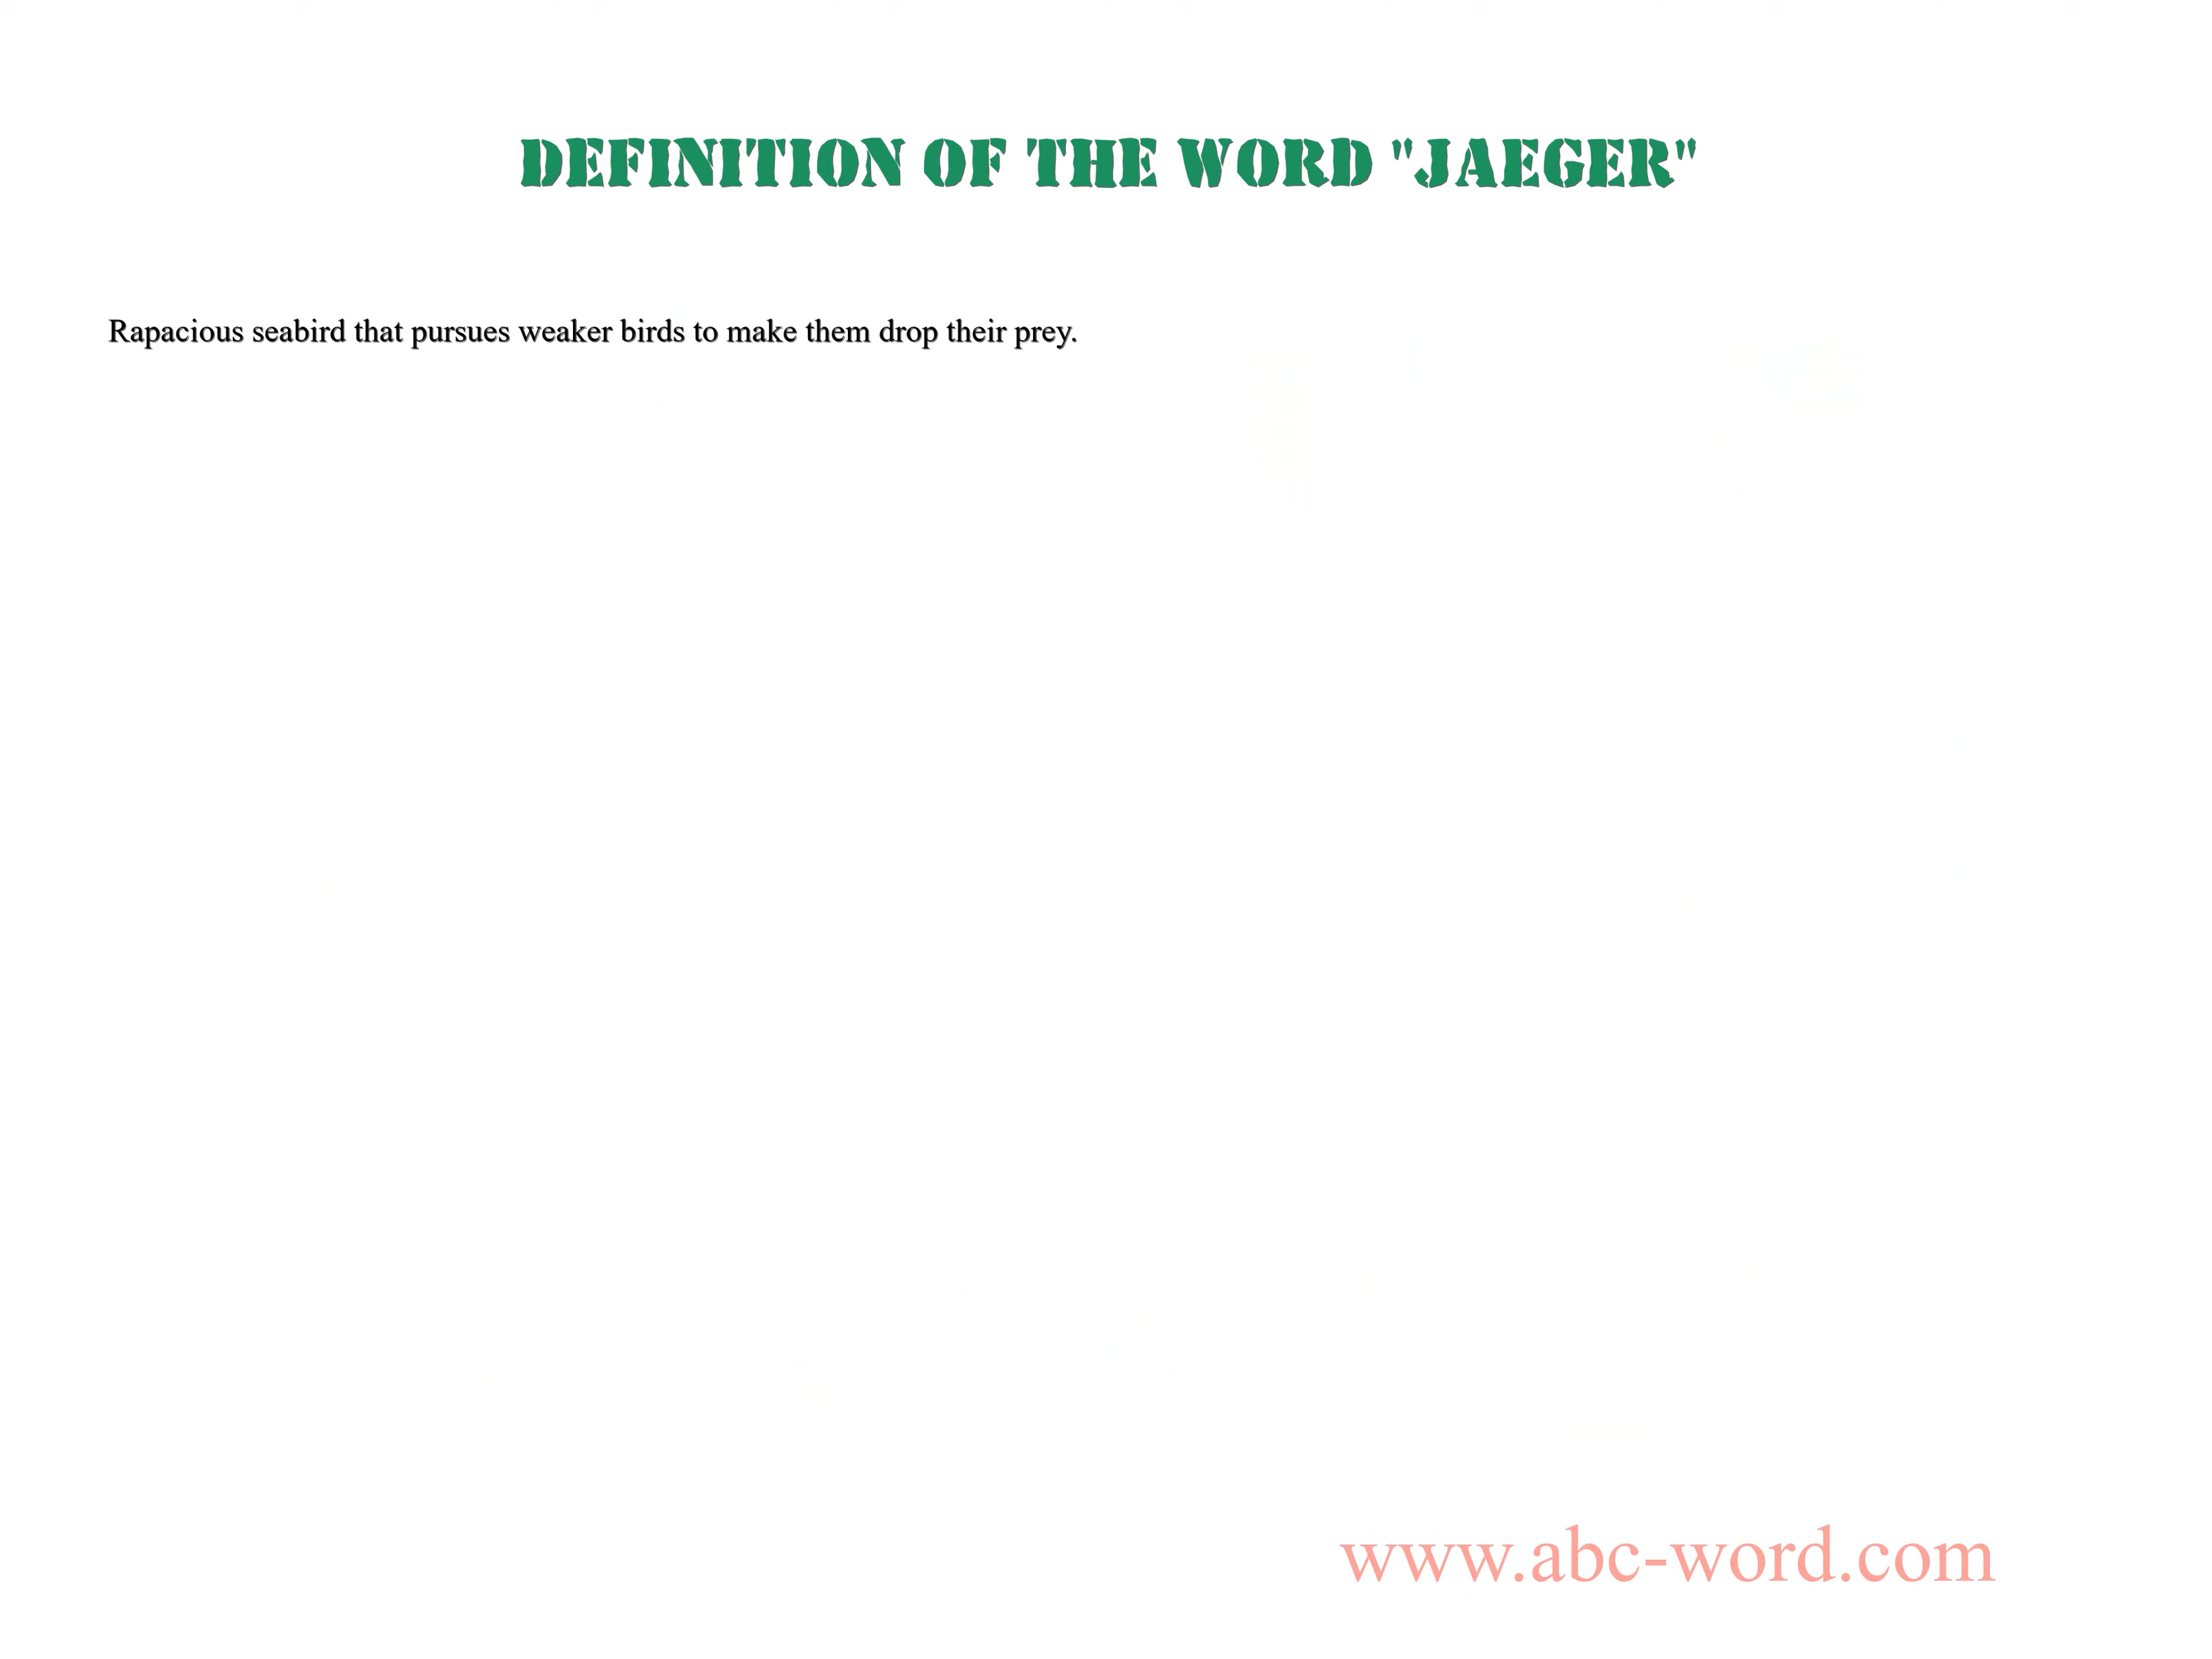 DEFINITION OF THE WORD "JAEGER"
Rapacious seabird that pursues weaker birds to make them drop their prey.
www.abc-word.com